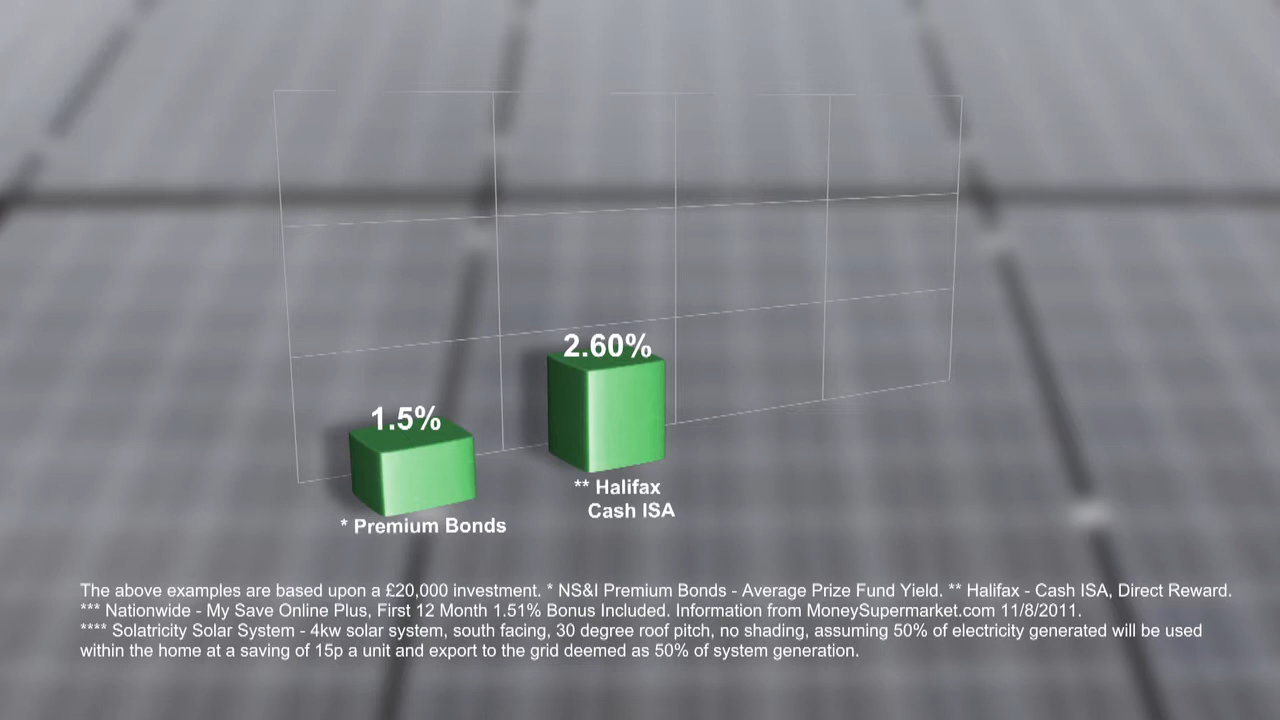 2.60%
1.5%
** Halifax
Cash ISA
* Premium Bonds
The above examples are based upon a £20,000 investment. * NS&I Premium Bonds - Average Prize Fund Yield. ** Halifax - Cash ISA, Direct Reward.
*** Nationwide - My Save Online Plus, First 12 Month 1.51% Bonus Included. Information from MoneySupermarket.com 11/8/2011.
**** Solatricity Solar System - 4kw solar system, south facing, 30 degree roof pitch, no shading, assuming 50% of electricity generated will be used
within the home at a saving of 15p a unit and export to the grid deemed as 50% of system generation.